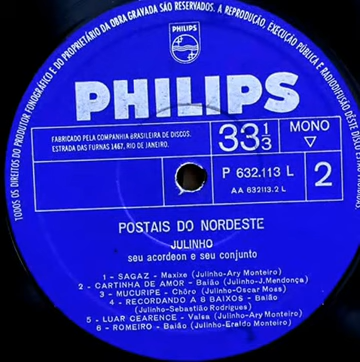 TODOS OS DIREITOS DO PRODUTOR FONOGRÁFICO E DO PROPRIETÁRIO DA OBRA GRAVADA SÃO RESERVADOS. A REPRODUÇÃO, EXECUÇÃO PÚBLICA E RADIODIFUSÃO DÊSTE
PHILIPS
PHILIPS
FABRICADO PELA COMPANHIA BRASILEIRA DE DISCOS.
ESTRADA DAS FURNAS 1467, RIO DE JANEIRO.
33 1/3
MONO
P 632.113 L
AA 632113.2 L
2
POSTAIS DO NORDESTE
JULINHO
seu acordeon e seu conjunto
1 - SAGAZ - Maxixe (Julinho-Ary Monteiro)
2 - CARTINHA DE AMOR - Baião (Julinho-J.Mendonça)
3 - MUCURIPE - Chôro (Julinho-Oscar Moss)
4 - RECORDANDO A 8 BAIXOS - Baião
(Julinho-Sebastião Rodrigues)
5 - LUAR CEARENCE - Valsa (Julinho-Ary Monteiro)
6 - ROMEIRO - Baião (Julinho-Eraldo Monteiro)